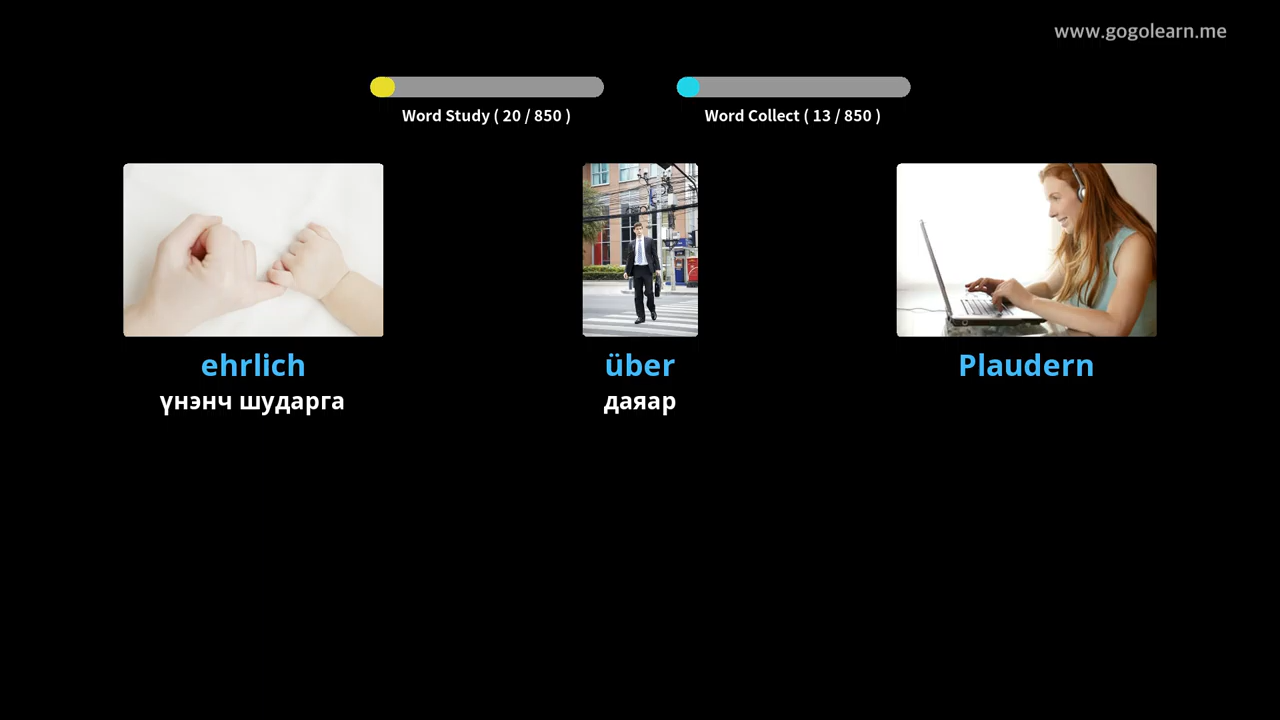 www.gogolearn.me
Word Study ( 20 / 850 )
Word Collect ( 13 / 850 )
ehrlich
үнэнч шударга
über
даяар
Plaudern